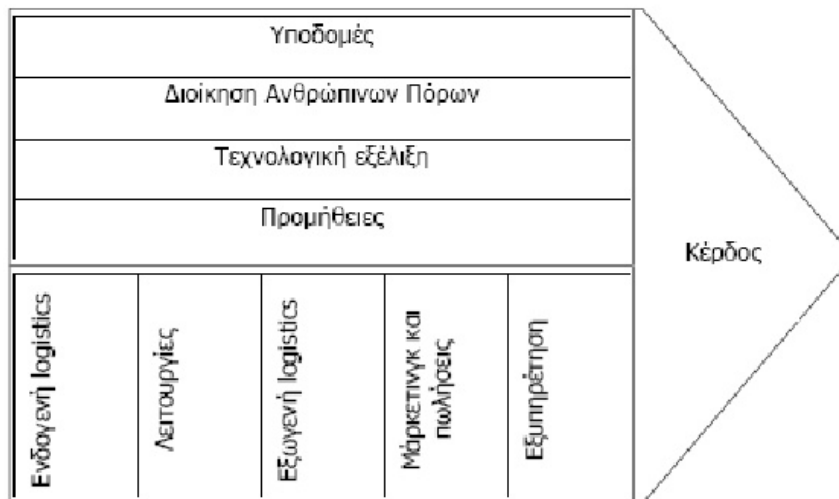 Υποδομές
Διοίκηση Ανθρώπινων Πόρων
Τεχνολογική εξέλιξη
Προμήθειες
Κέρδος
Ενδογενή logistics
Λειτουργίες
Εξωγενή logistics
Μάρκετινγκ και
πωλήσεις
Εξυπηρέτηση